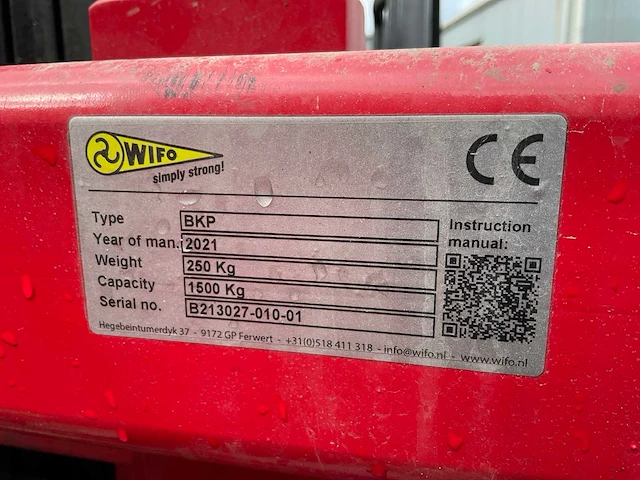 WIFO
simply strong!
CE
Type BKP
Year of man. 2021
Weight 250 Kg
Capacity 1500 Kg
Serial no. B213027-010-01
Instruction
manual:
Hegebeintumerdyk 37 - 9172 GP Ferwert - +31(0)518 411 318 - info@wifo.nl - www.wifo.nl